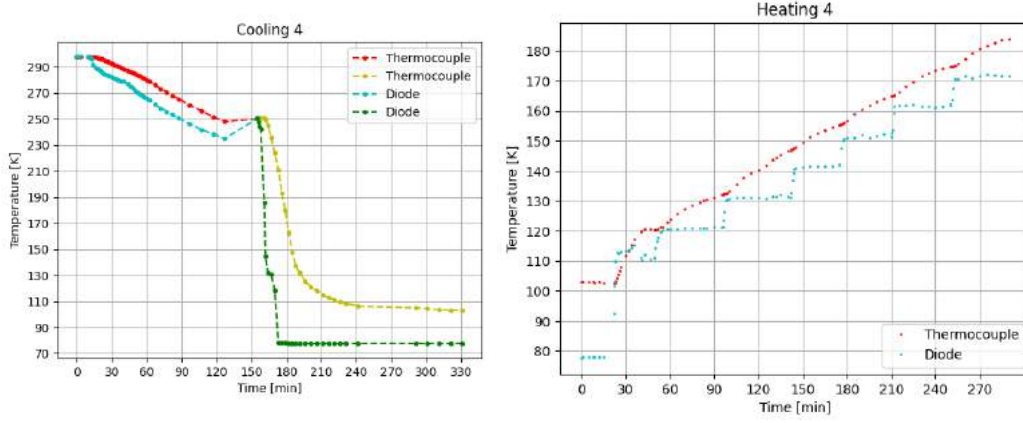 Cooling 4
290
270
250
230
210
190
170
150
130
110
90
70
Temperature [K]
Thermocouple
Thermocouple
Diode
Diode
0 30 60 90 120 150 180 210 240 270 300 330
Time [min]
Heating 4
180
170
160
150
140
130
120
110
100
90
80
Temperature [K]
Thermocouple
Diode
0 30 60 90 120 150 180 210 240 270
Time [min]